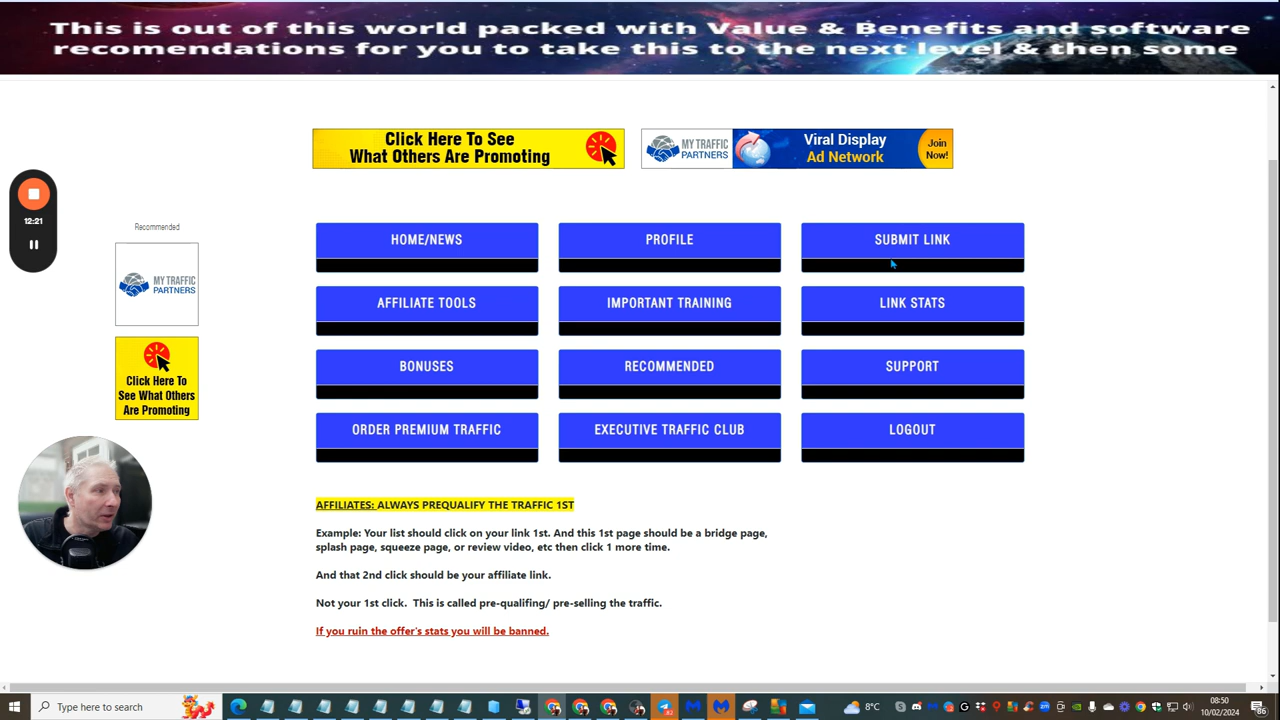 This is out of this world packed with Value & Benefits and software
recomendations for you to take this to the next level & then some
Click Here To See
What Others Are Promoting
MY TRAFFIC
PARTNERS
Viral Display
Ad Network
Join
Now!
12:21
Recommended
MY TRAFFIC
PARTNERS
Click Here To
See What Others
Are Promoting
HOME/NEWS
PROFILE
SUBMIT LINK
AFFILIATE TOOLS
IMPORTANT TRAINING
LINK STATS
BONUSES
RECOMMENDED
SUPPORT
ORDER PREMIUM TRAFFIC
EXECUTIVE TRAFFIC CLUB
LOGOUT
AFFILIATES: ALWAYS PREQUALIFY THE TRAFFIC 1ST
Example: Your list should click on your link 1st. And this 1st page should be a bridge page,
splash page, squeeze page, or review video, etc then click 1 more time.
And that 2nd click should be your affiliate link.
Not your 1st click. This is called pre-qualifing/ pre-selling the traffic.
If you ruin the offer's stats you will be banned.
Type here to search
8°C
08:50
10/02/2024
86